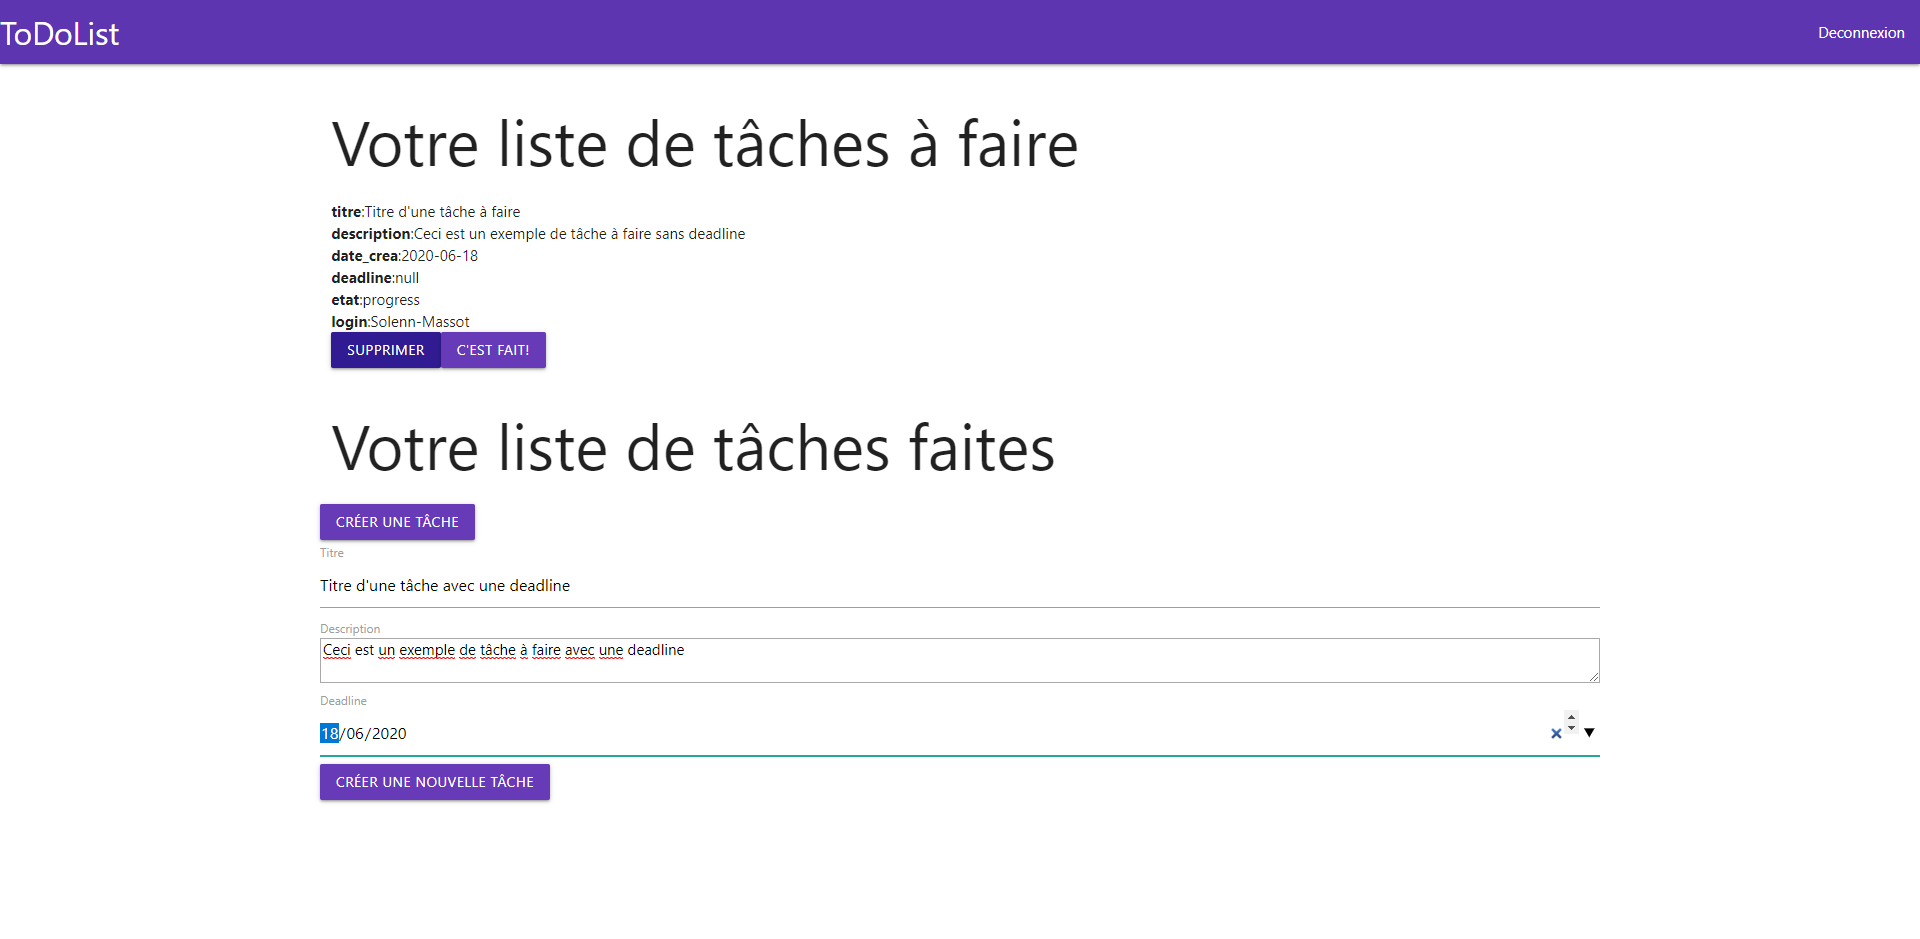 ToDoList
Deconnexion
Votre liste de tâches à faire
titre:Titre d'une tâche à faire
description:Ceci est un exemple de tâche à faire sans deadline
date_crea:2020-06-18
deadline:null
etat:progress
login:Solenn-Massot
SUPPRIMER
C'EST FAIT!
Votre liste de tâches faites
CRÉER UNE TÂCHE
Titre
Titre d'une tâche avec une deadline
Description
Ceci est un exemple de tâche à faire avec une deadline
Deadline
18/06/2020
CRÉER UNE NOUVELLE TÂCHE